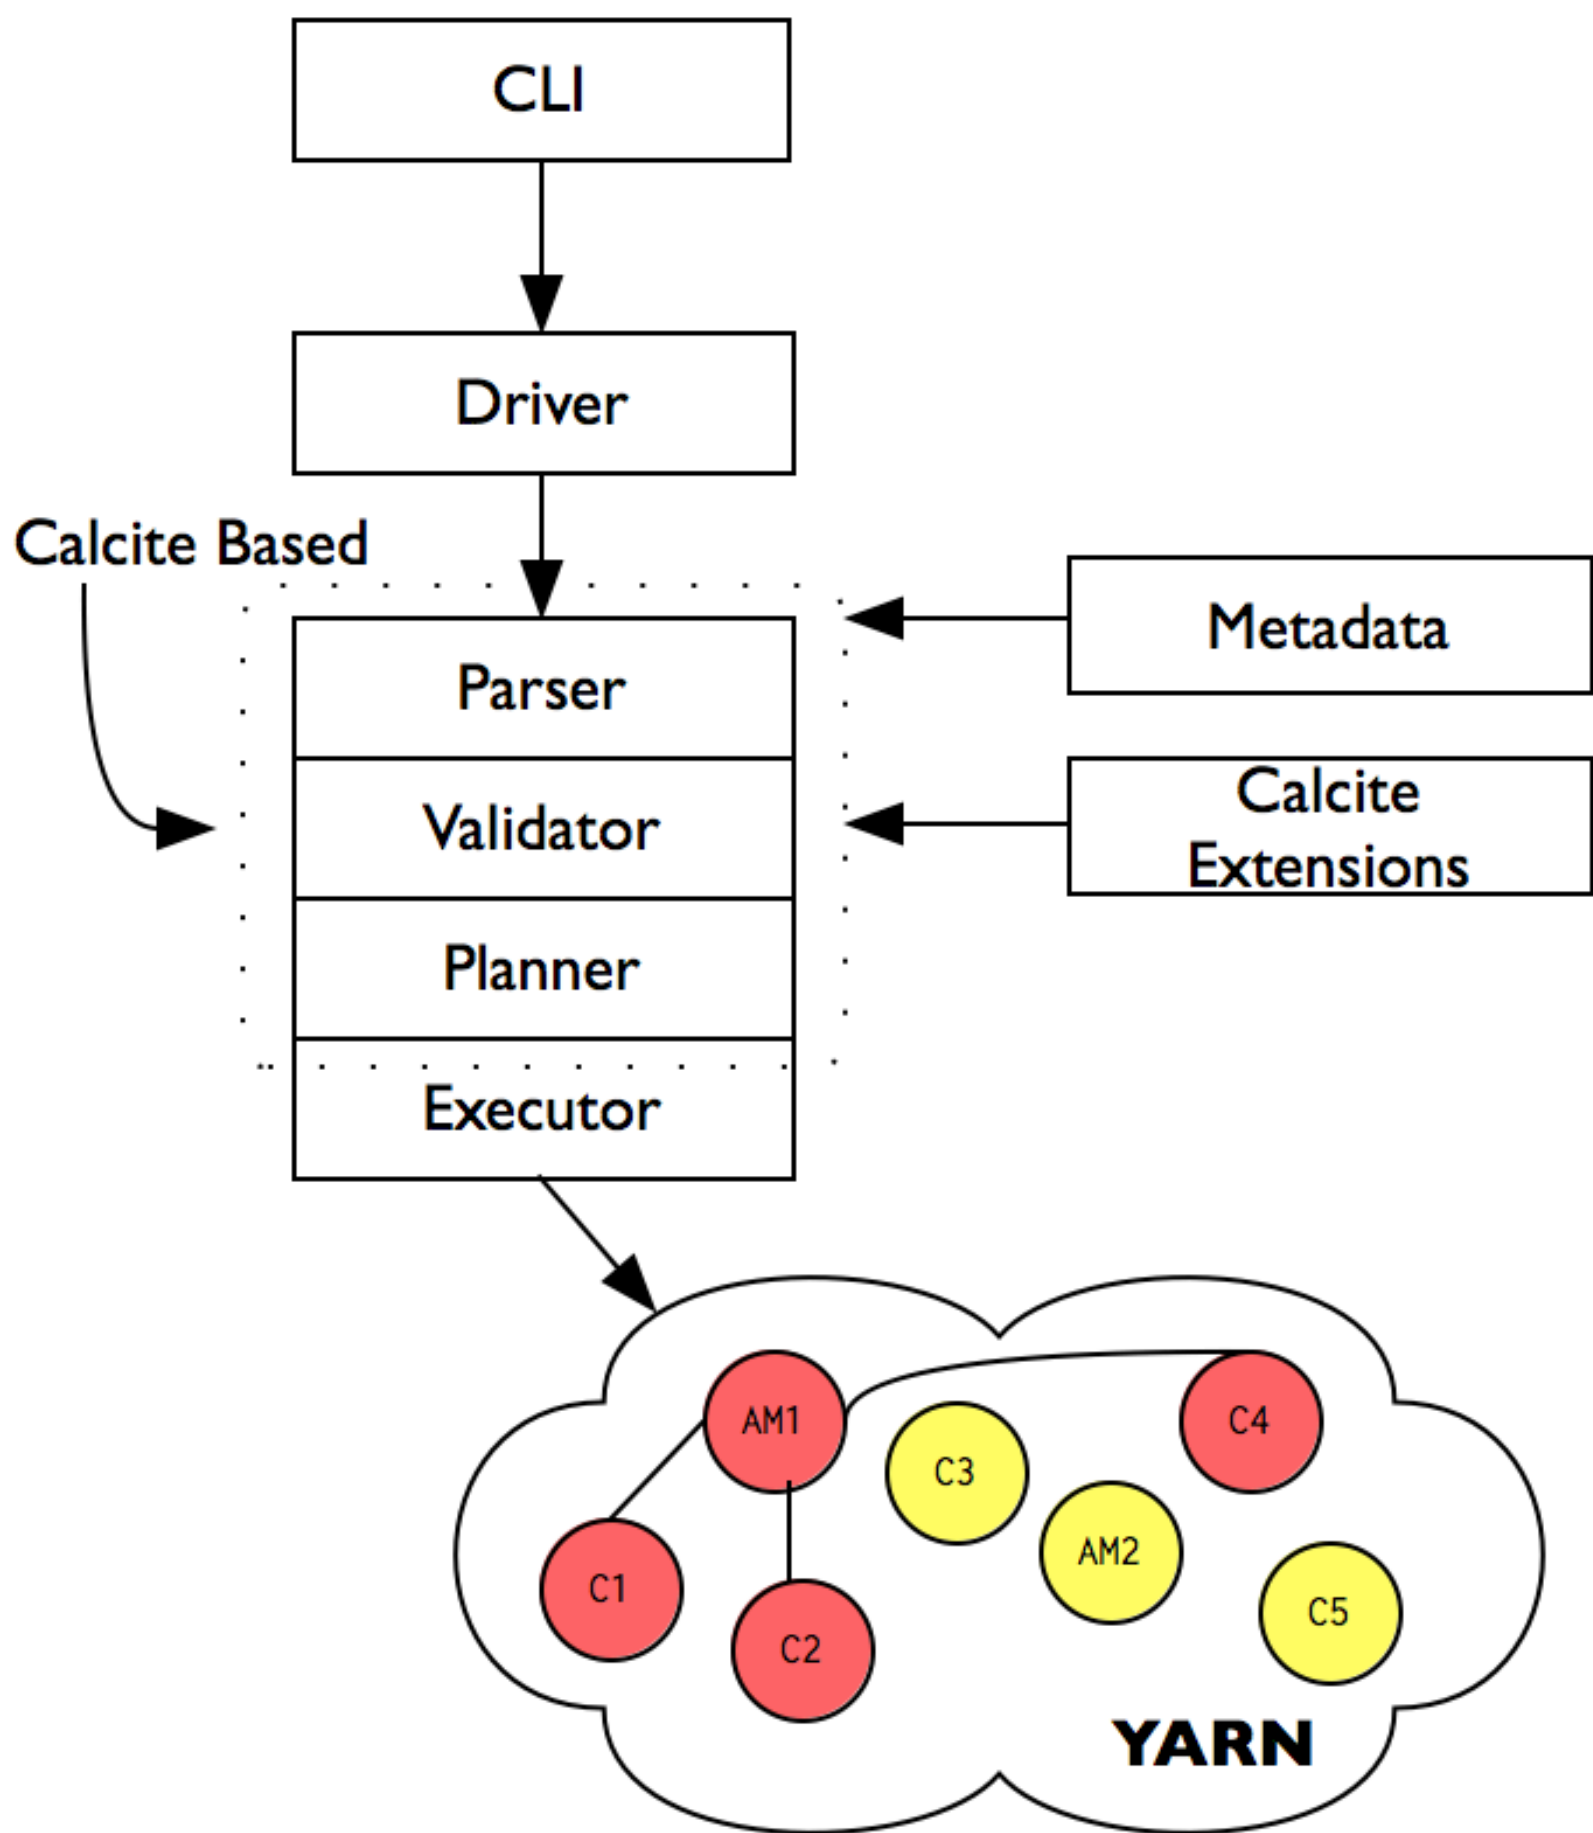 CLI
Driver
Calcite Based
Metadata
Parser
Calcite
Extensions
Validator
Planner
Executor
AM1
C4
C3
AM2
C1
C5
C2
YARN